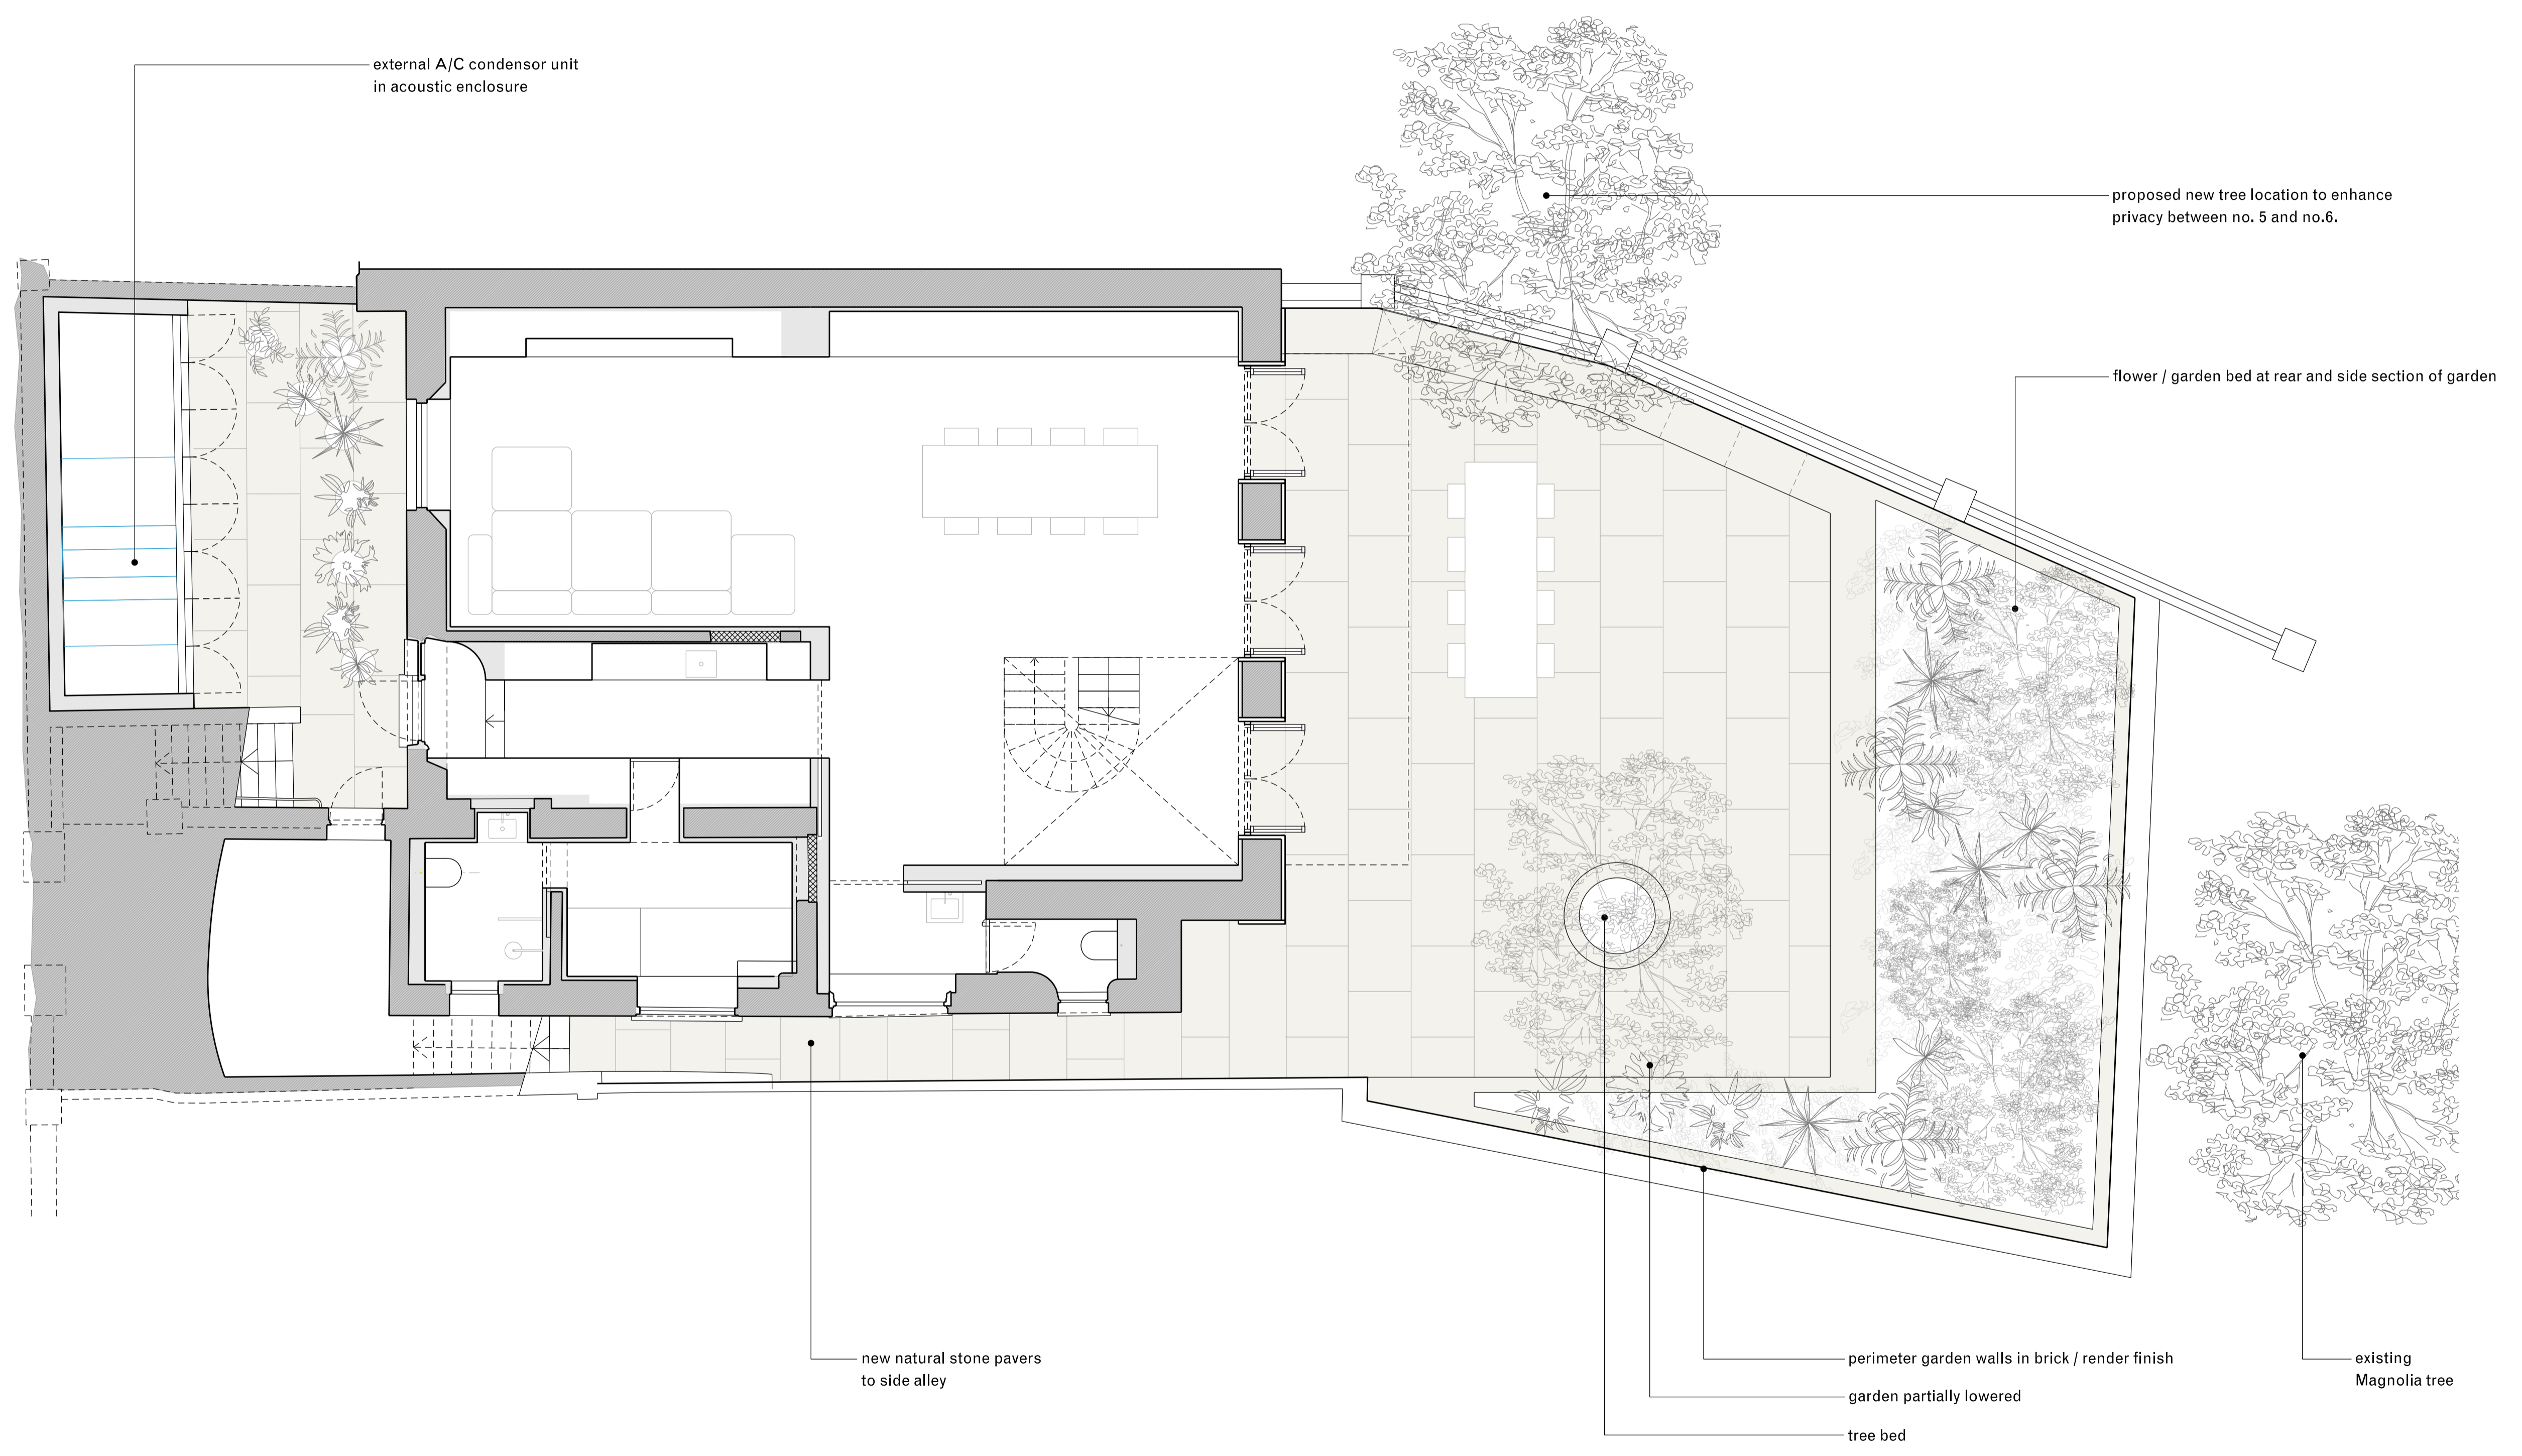 external A/C condensor unit
in acoustic enclosure
proposed new tree location to enhance
privacy between no. 5 and no.6.
flower / garden bed at rear and side section of garden
new natural stone pavers
to side alley
perimeter garden walls in brick / render finish
garden partially lowered
tree bed
existing
Magnolia tree